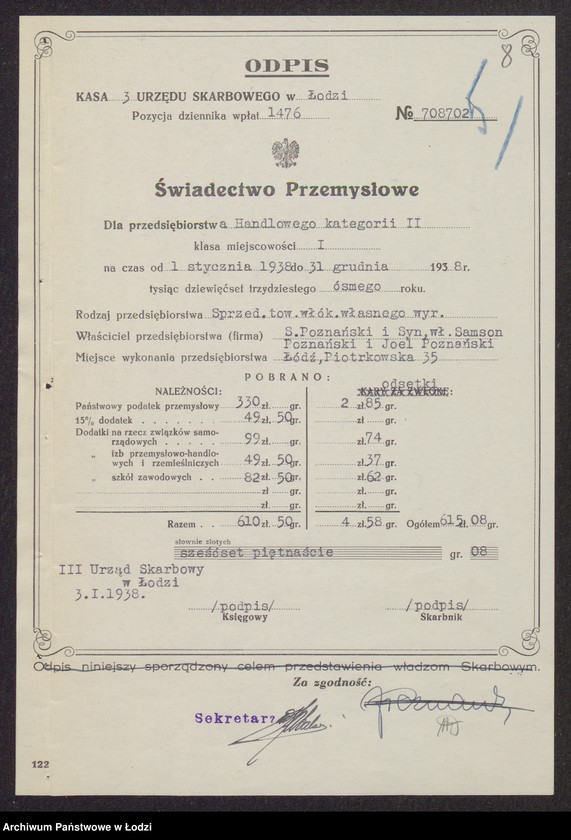 8
ODPIS
KASA 3 URZĘDU SKARBOWEGO w Łodzi
Pozycja dziennika wpłat 1476
№ 708702
5/
Świadectwo Przemysłowe
Dla przedsiębiorstwa Handlowego kategorii II
klasa miejscowości I
na czas od 1 stycznia 1938 do 31 grudnia 1938 r.
tysiąc dziewięćset trzydziestego ósmego roku.
Rodzaj przedsiębiorstwa Sprzed.tow.włók.własnego wyr.
Właściciel przedsiębiorstwa (firma) S.Poznański i Syn,wł.Samson
Poznański i Joel Poznański
Miejsce wykonania przedsiębiorstwa Łódź,Piotrkowska 35
POBRANO:
odsetki
NALEŻNOŚCI: KARY ZA ZWŁOKĘ:
Państwowy podatek przemysłowy 330 zł. gr. 2 zł. 85 gr.
15% dodatek 49 zł. 50 gr. zł. gr.
Dodatki na rzecz związków samo-
rządowych 99 zł. gr. zł. 74 gr.
„ izb przemysłowo-handlo-
wych i rzemieślniczych 49 zł. 50 gr. zł. 37 gr.
„ szkół zawodowych 82 zł. 50 gr. zł. 62 gr.
zł. gr. zł. gr.
zł. gr. zł. gr.
Razem 610 zł. 50 gr. 4 zł. 58 gr. Ogółem 615 zł. 08 gr.
słownie złotych
sześćset piętnaście gr. 08
III Urząd Skarbowy
w Łodzi
3.I.1938.
/podpis/ /podpis/
Księgowy Skarbnik
Odpis niniejszy sporządzony celem przedstawienia władzom Skarbowym.
Za zgodność:
Sekretarz
122
Archiwum Państwowe w Łodzi